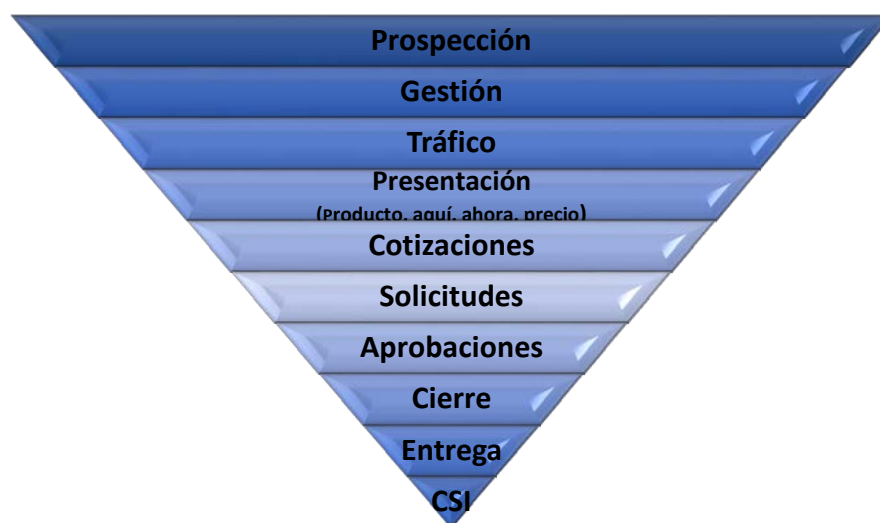 Prospección
Gestión
Tráfico
Presentación
(Producto, aquí, ahora, precio)
Cotizaciones
Solicitudes
Aprobaciones
Cierre
Entrega
CSI